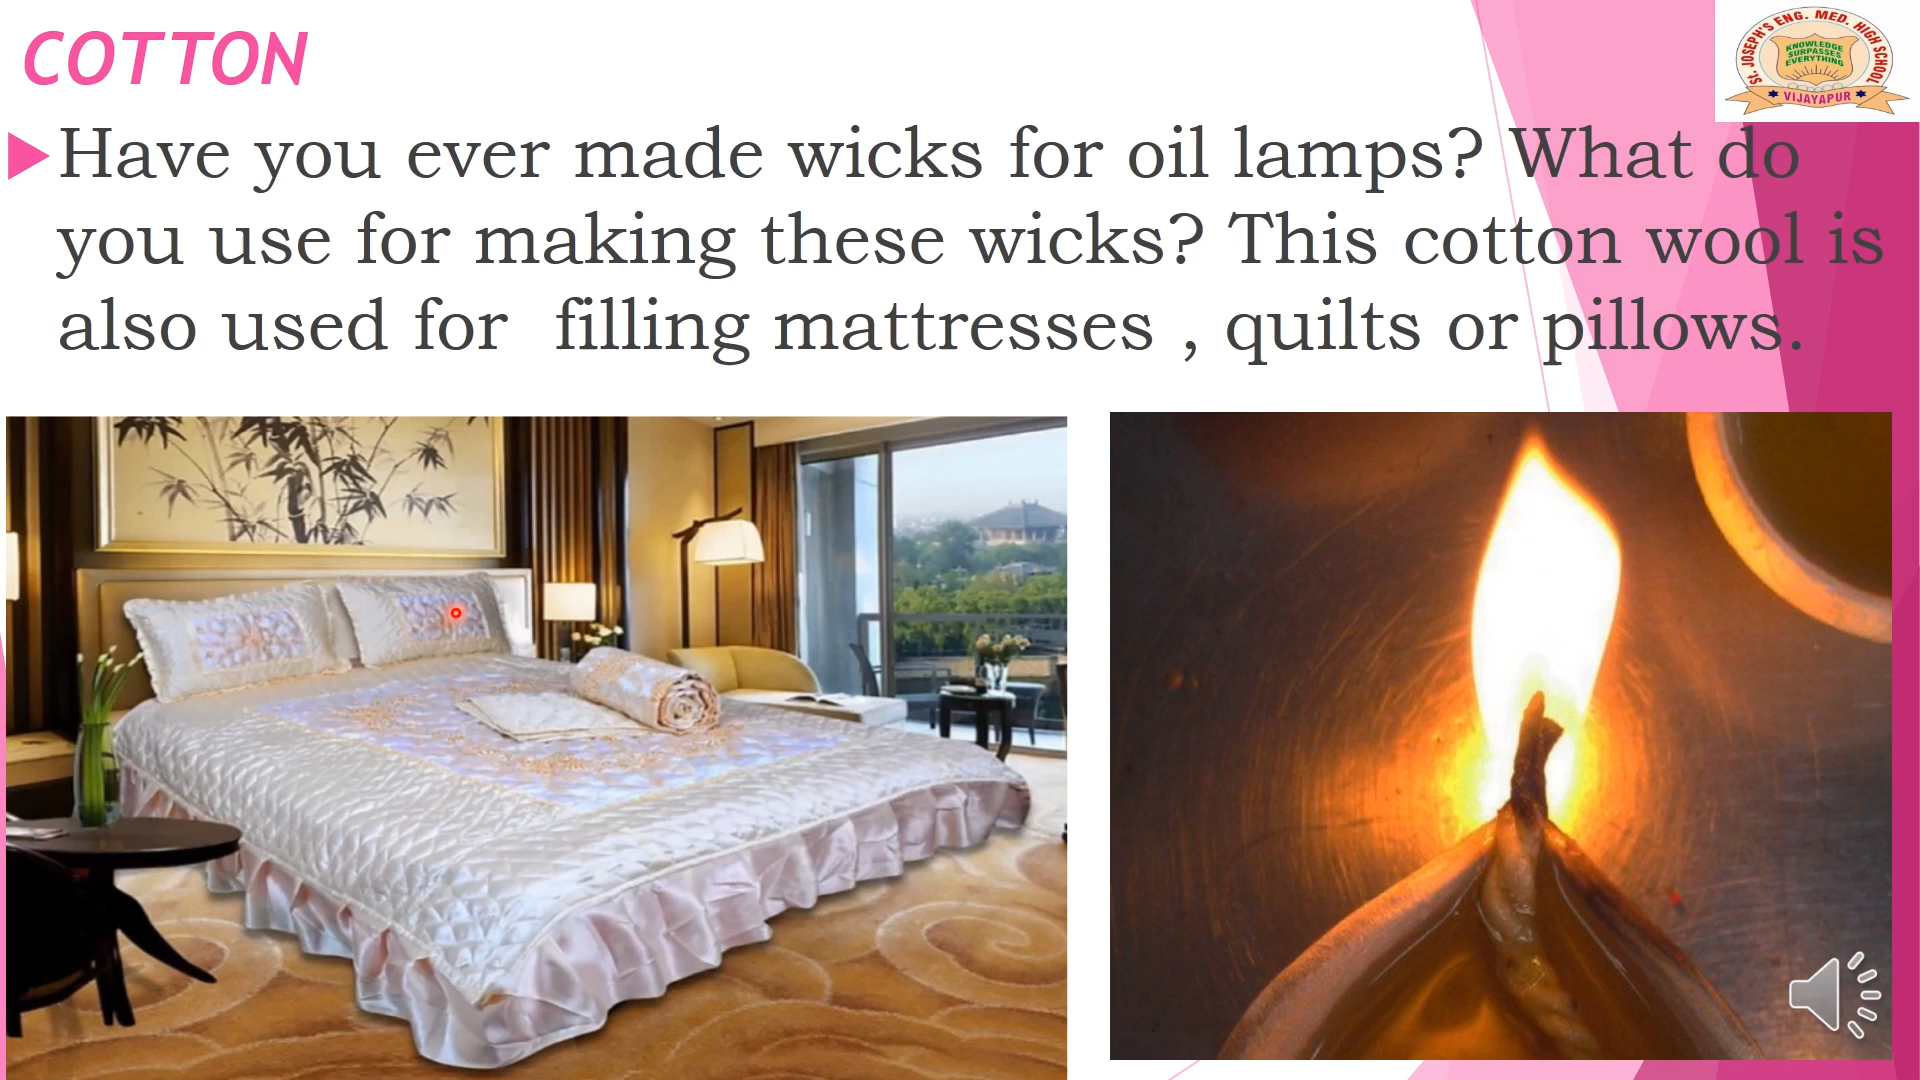 COTTON
ST. JOSEPH'S ENG. MED. HIGH SCHOOL
KNOWLEDGE
SURPASSES
EVERYTHING
VIJAYAPUR
Have you ever made wicks for oil lamps? What do
you use for making these wicks? This cotton wool is
also used for  filling mattresses , quilts or pillows.